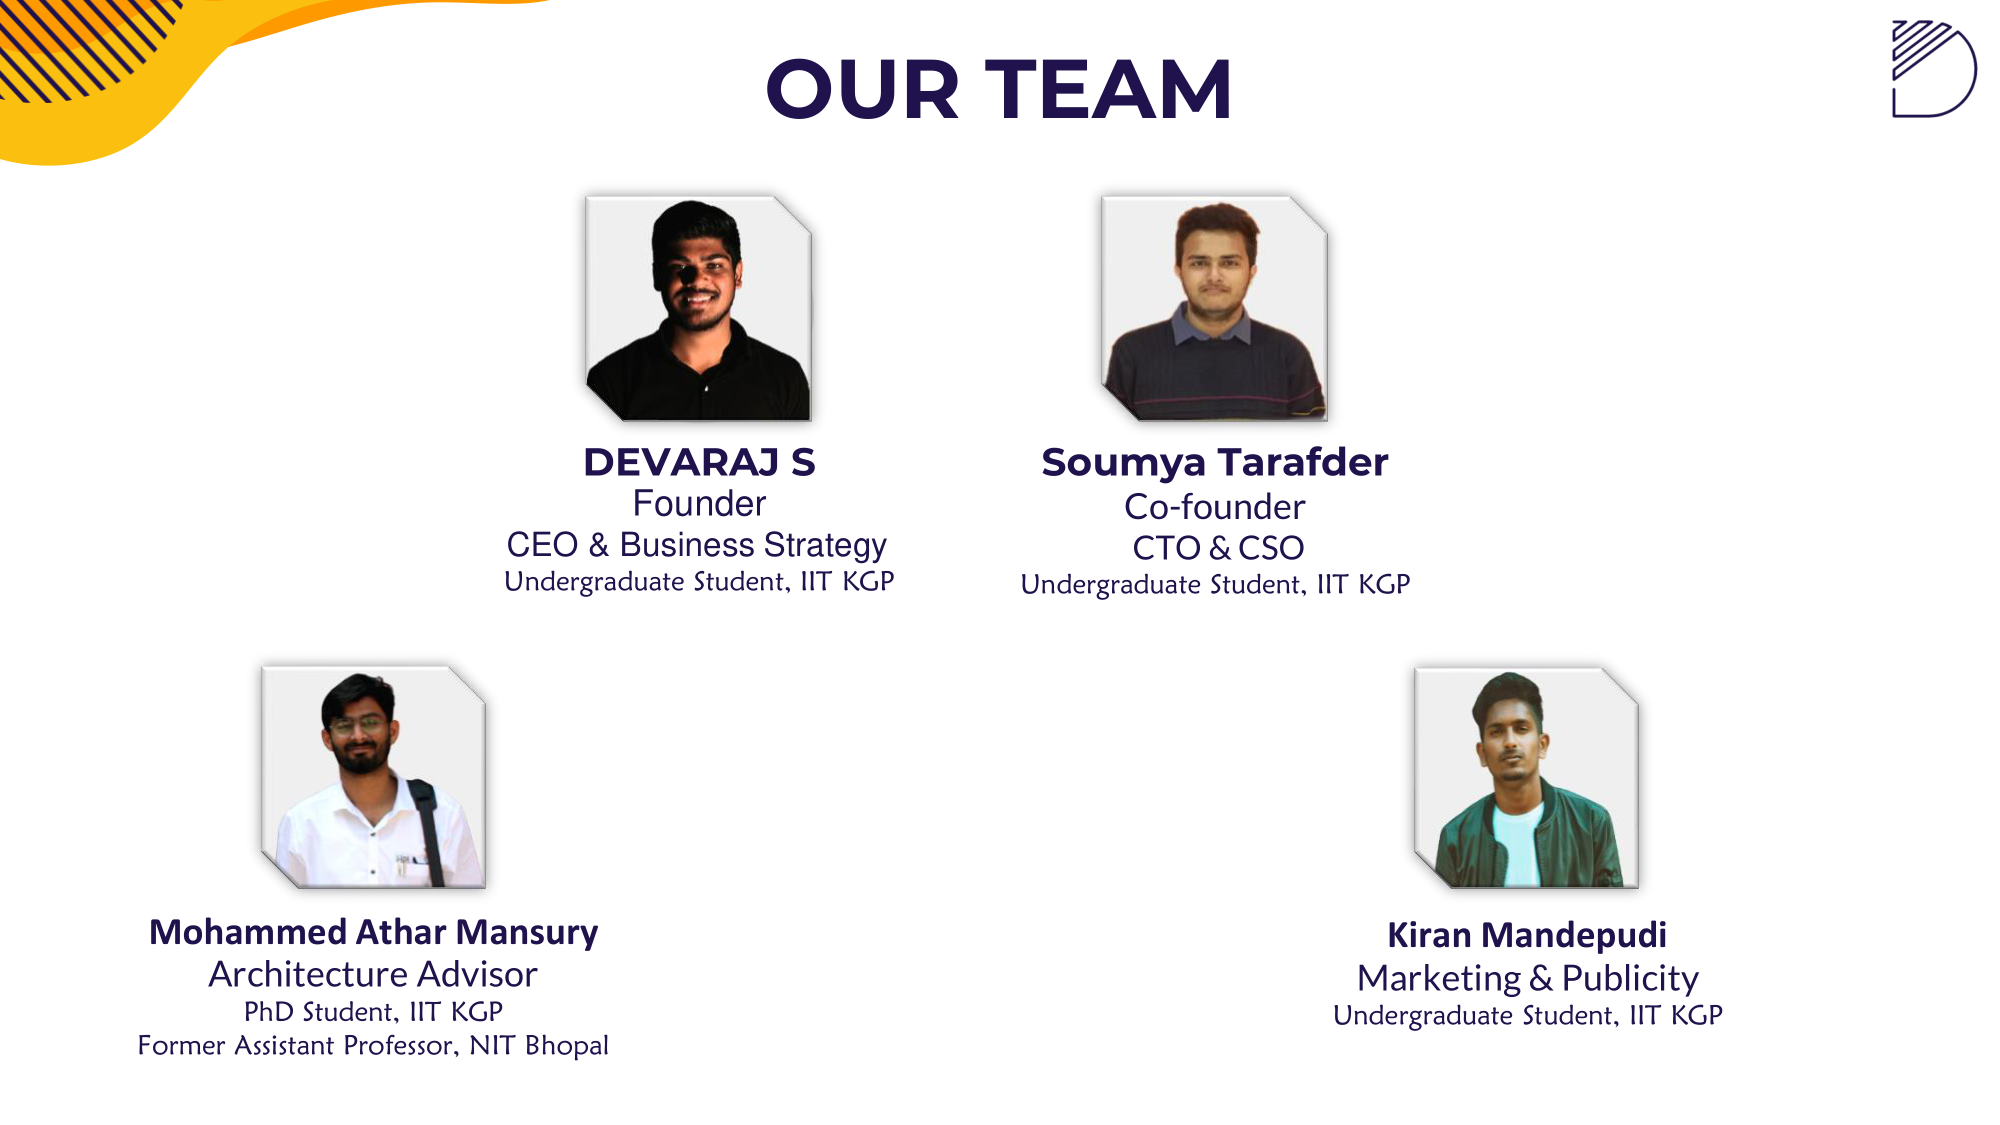 OUR TEAM
DEVARAJ S
Founder
CEO & Business Strategy
Undergraduate Student, IIT KGP
Soumya Tarafder
Co-founder
CTO & CSO
Undergraduate Student, IIT KGP
Mohammed Athar Mansury
Architecture Advisor
PhD Student, IIT KGP
Former Assistant Professor, NIT Bhopal
Kiran Mandepudi
Marketing & Publicity
Undergraduate Student, IIT KGP